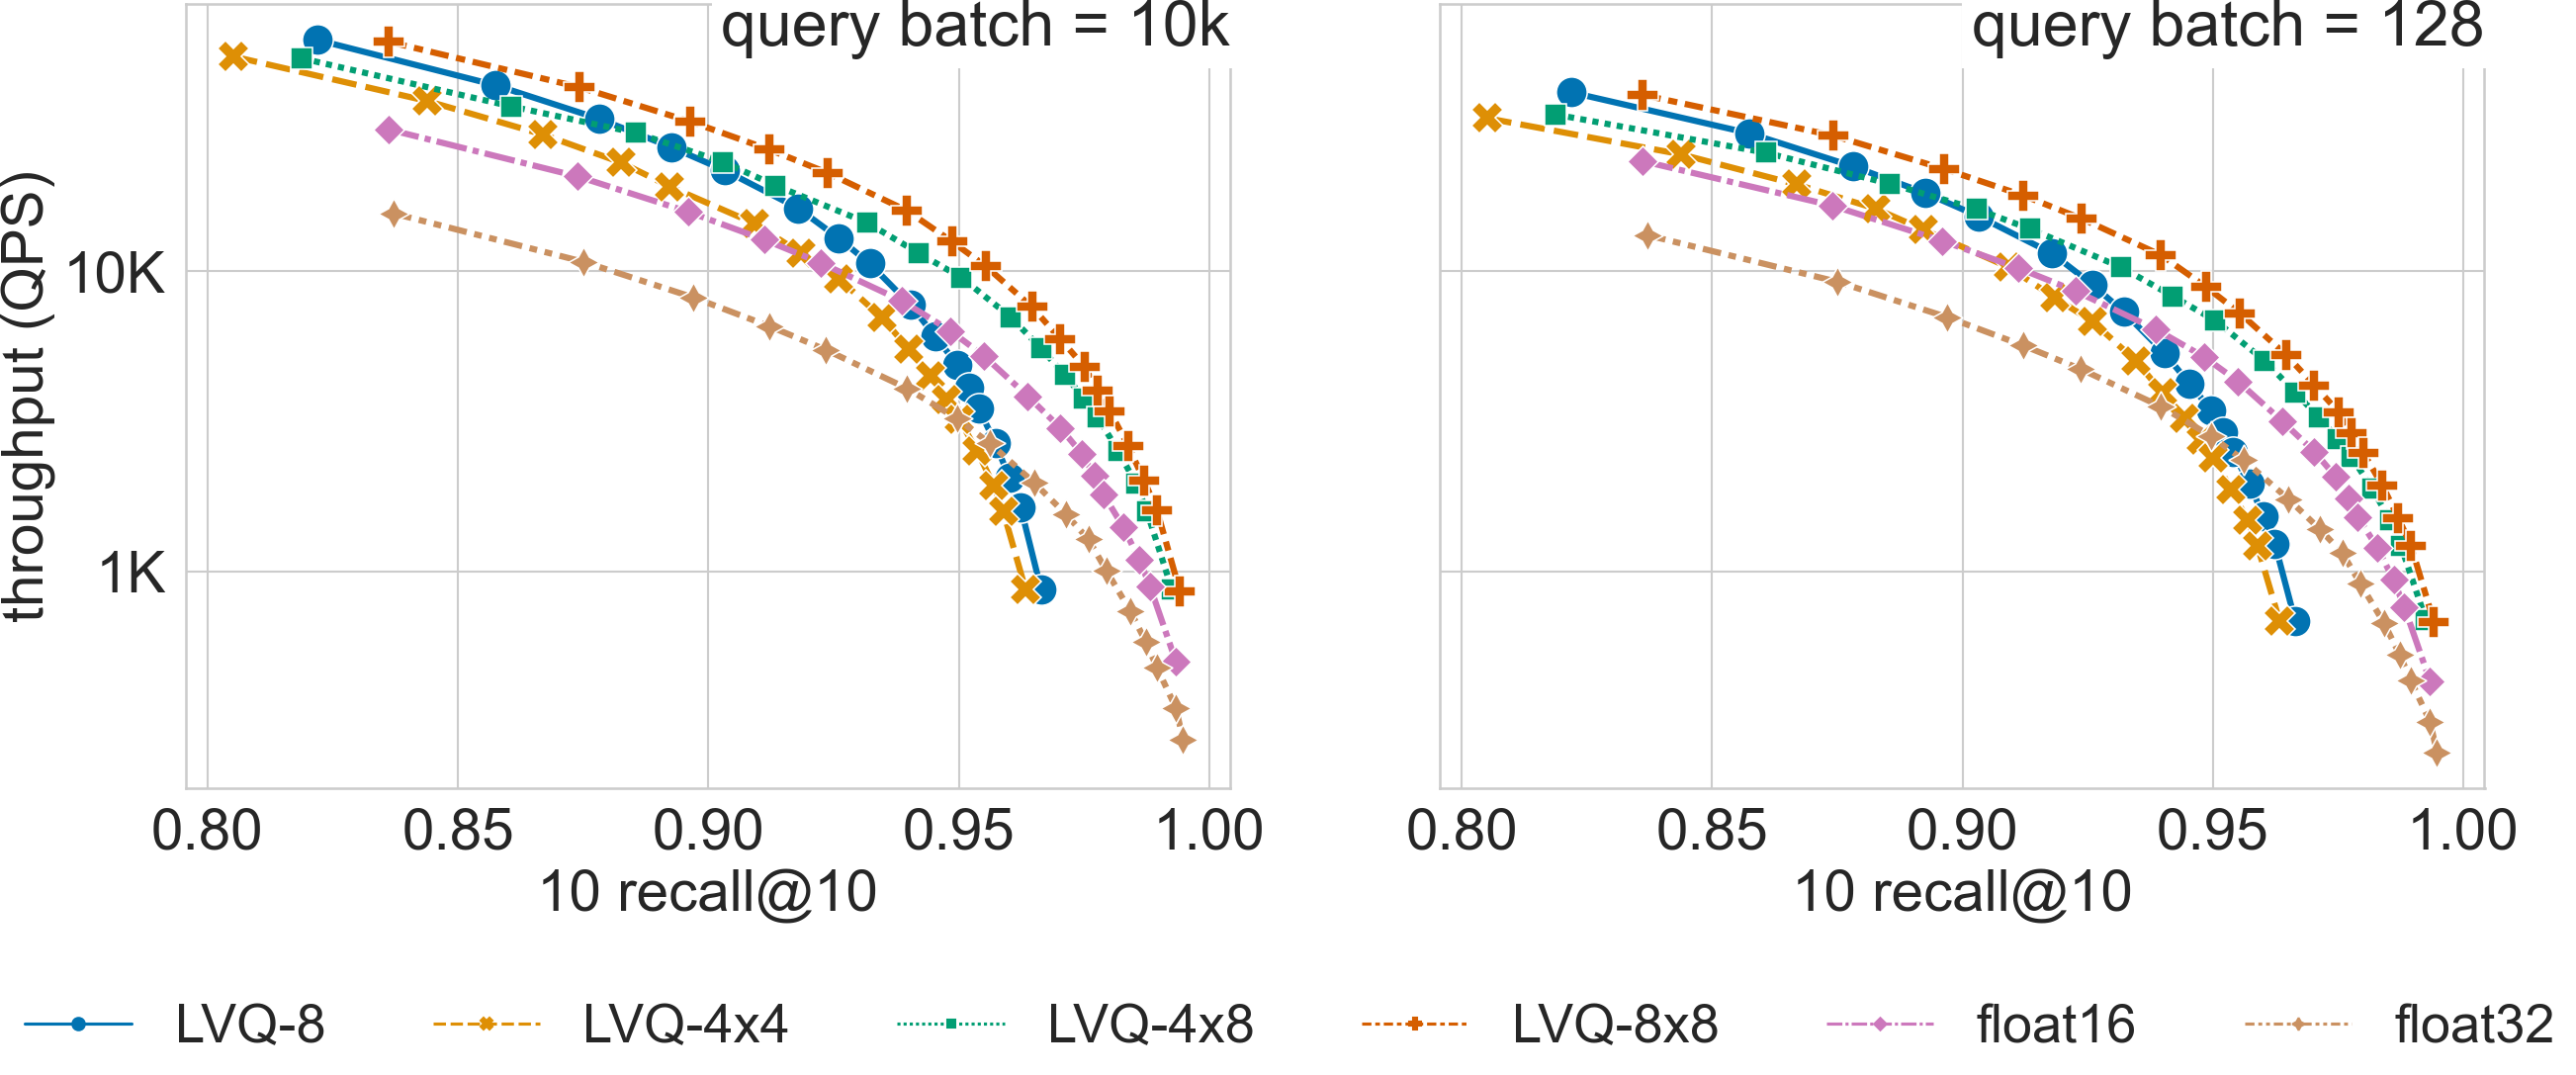 query batch = 10k
query batch = 128
throughput (QPS)
10K
1K
0.80 0.85 0.90 0.95 1.00
0.80 0.85 0.90 0.95 1.00
10 recall@10
10 recall@10
LVQ-8 LVQ-4x4 LVQ-4x8 LVQ-8x8 float16 float32